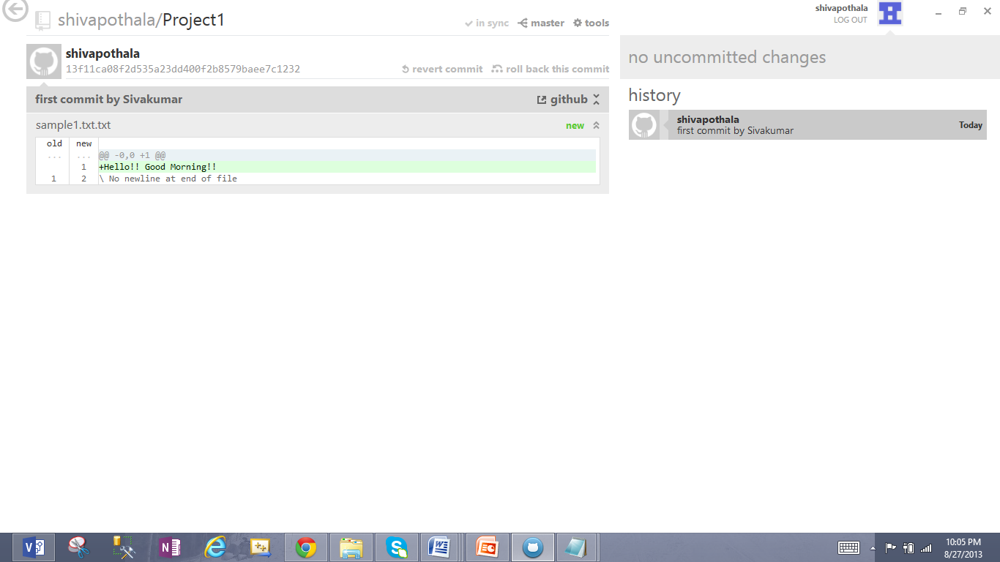 shivapothala/Project1
in sync master tools
shivapothala
LOG OUT
shivapothala
13f11ca08f2d535a23dd400f2b8579baee7c1232
revert commit roll back this commit
first commit by Sivakumar
github
sample1.txt.txt
new
old new
... ... @@ -0,0 +1 @@
1 +Hello!! Good Morning!!
1 2 \ No newline at end of file
no uncommitted changes
history
shivapothala
first commit by Sivakumar
Today
10:05 PM
8/27/2013